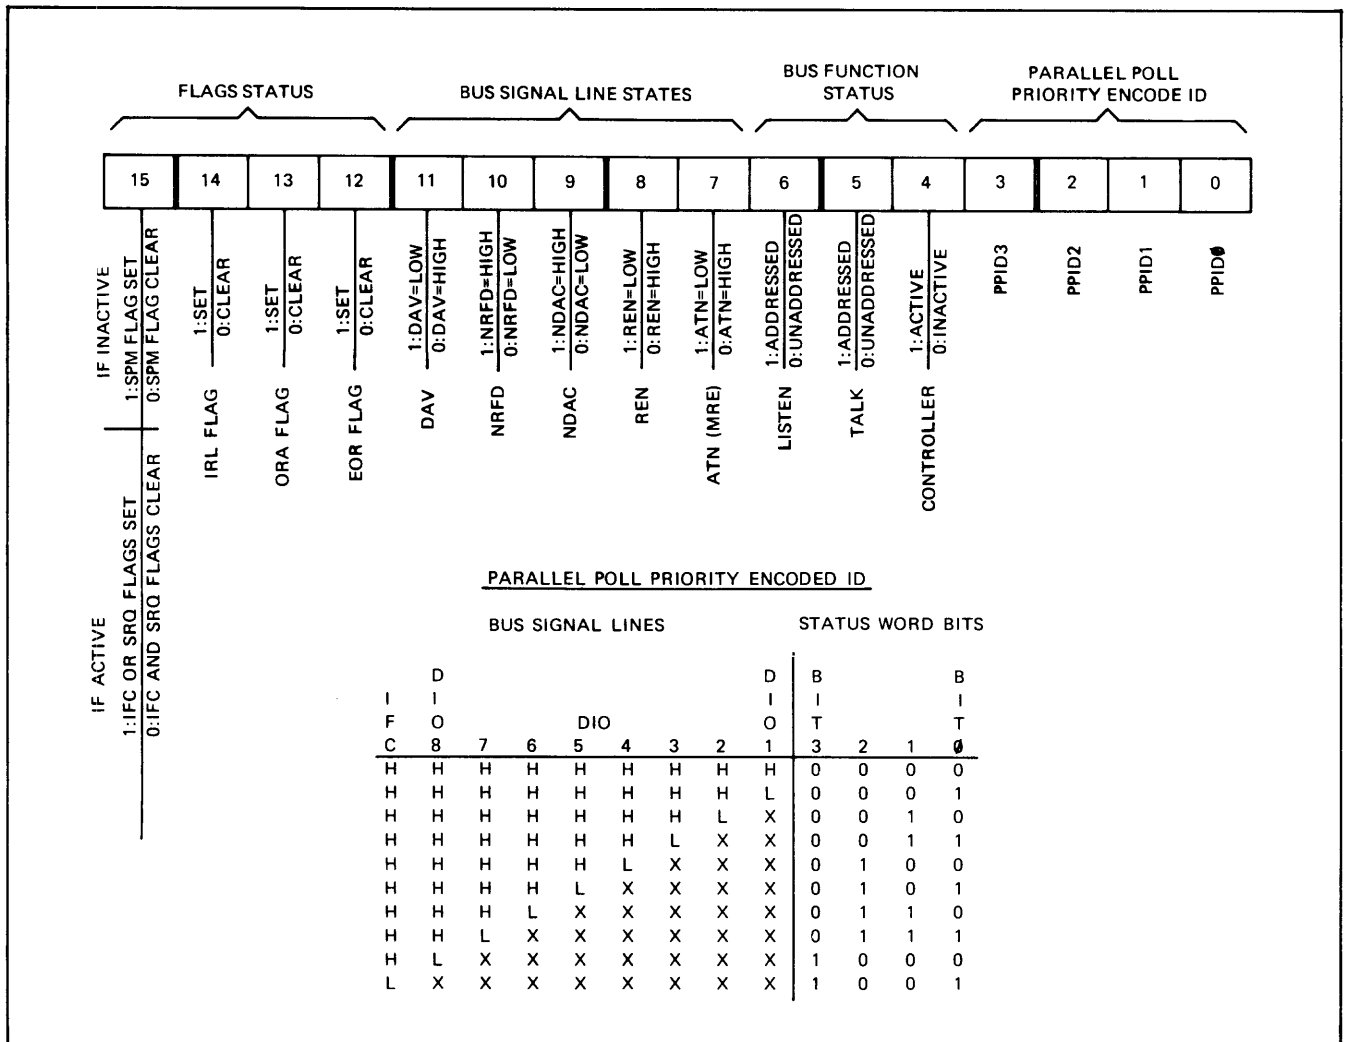 FLAGS STATUS
BUS SIGNAL LINE STATES
BUS FUNCTION
STATUS
PARALLEL POLL
PRIORITY ENCODE ID
15 14 13 12 11 10 9 8 7 6 5 4 3 2 1 0
IF INACTIVE
1:SPM FLAG SET
0:SPM FLAG CLEAR
IF ACTIVE
1:IFC OR SRQ FLAGS SET
0:IFC AND SRQ FLAGS CLEAR
1:SET
0:CLEAR
IRL FLAG
1:SET
0:CLEAR
ORA FLAG
1:SET
0:CLEAR
EOR FLAG
1:DAV=LOW
0:DAV=HIGH
DAV
1:NRFD=HIGH
0:NRFD=LOW
NRFD
1:NDAC=HIGH
0:NDAC=LOW
NDAC
1:REN=LOW
0:REN=HIGH
REN
1:ATN=LOW
0:ATN=HIGH
ATN (MRE)
1:ADDRESSED
0:UNADDRESSED
LISTEN
1:ADDRESSED
0:UNADDRESSED
TALK
1:ACTIVE
0:INACTIVE
CONTROLLER
PPID3
PPID2
PPID1
PPID0
PARALLEL POLL PRIORITY ENCODED ID
BUS SIGNAL LINES STATUS WORD BITS
D D B B
I I I I I
F O DIO O T T
C 8 7 6 5 4 3 2 1 3 2 1 0
H H H H H H H H H 0 0 0 0
H H H H H H H H L 0 0 0 1
H H H H H H H L X 0 0 1 0
H H H H H H L X X 0 0 1 1
H H H H H L X X X 0 1 0 0
H H H H L X X X X 0 1 0 1
H H H L X X X X X 0 1 1 0
H H L X X X X X X 0 1 1 1
H L X X X X X X X 1 0 0 0
L X X X X X X X X 1 0 0 1